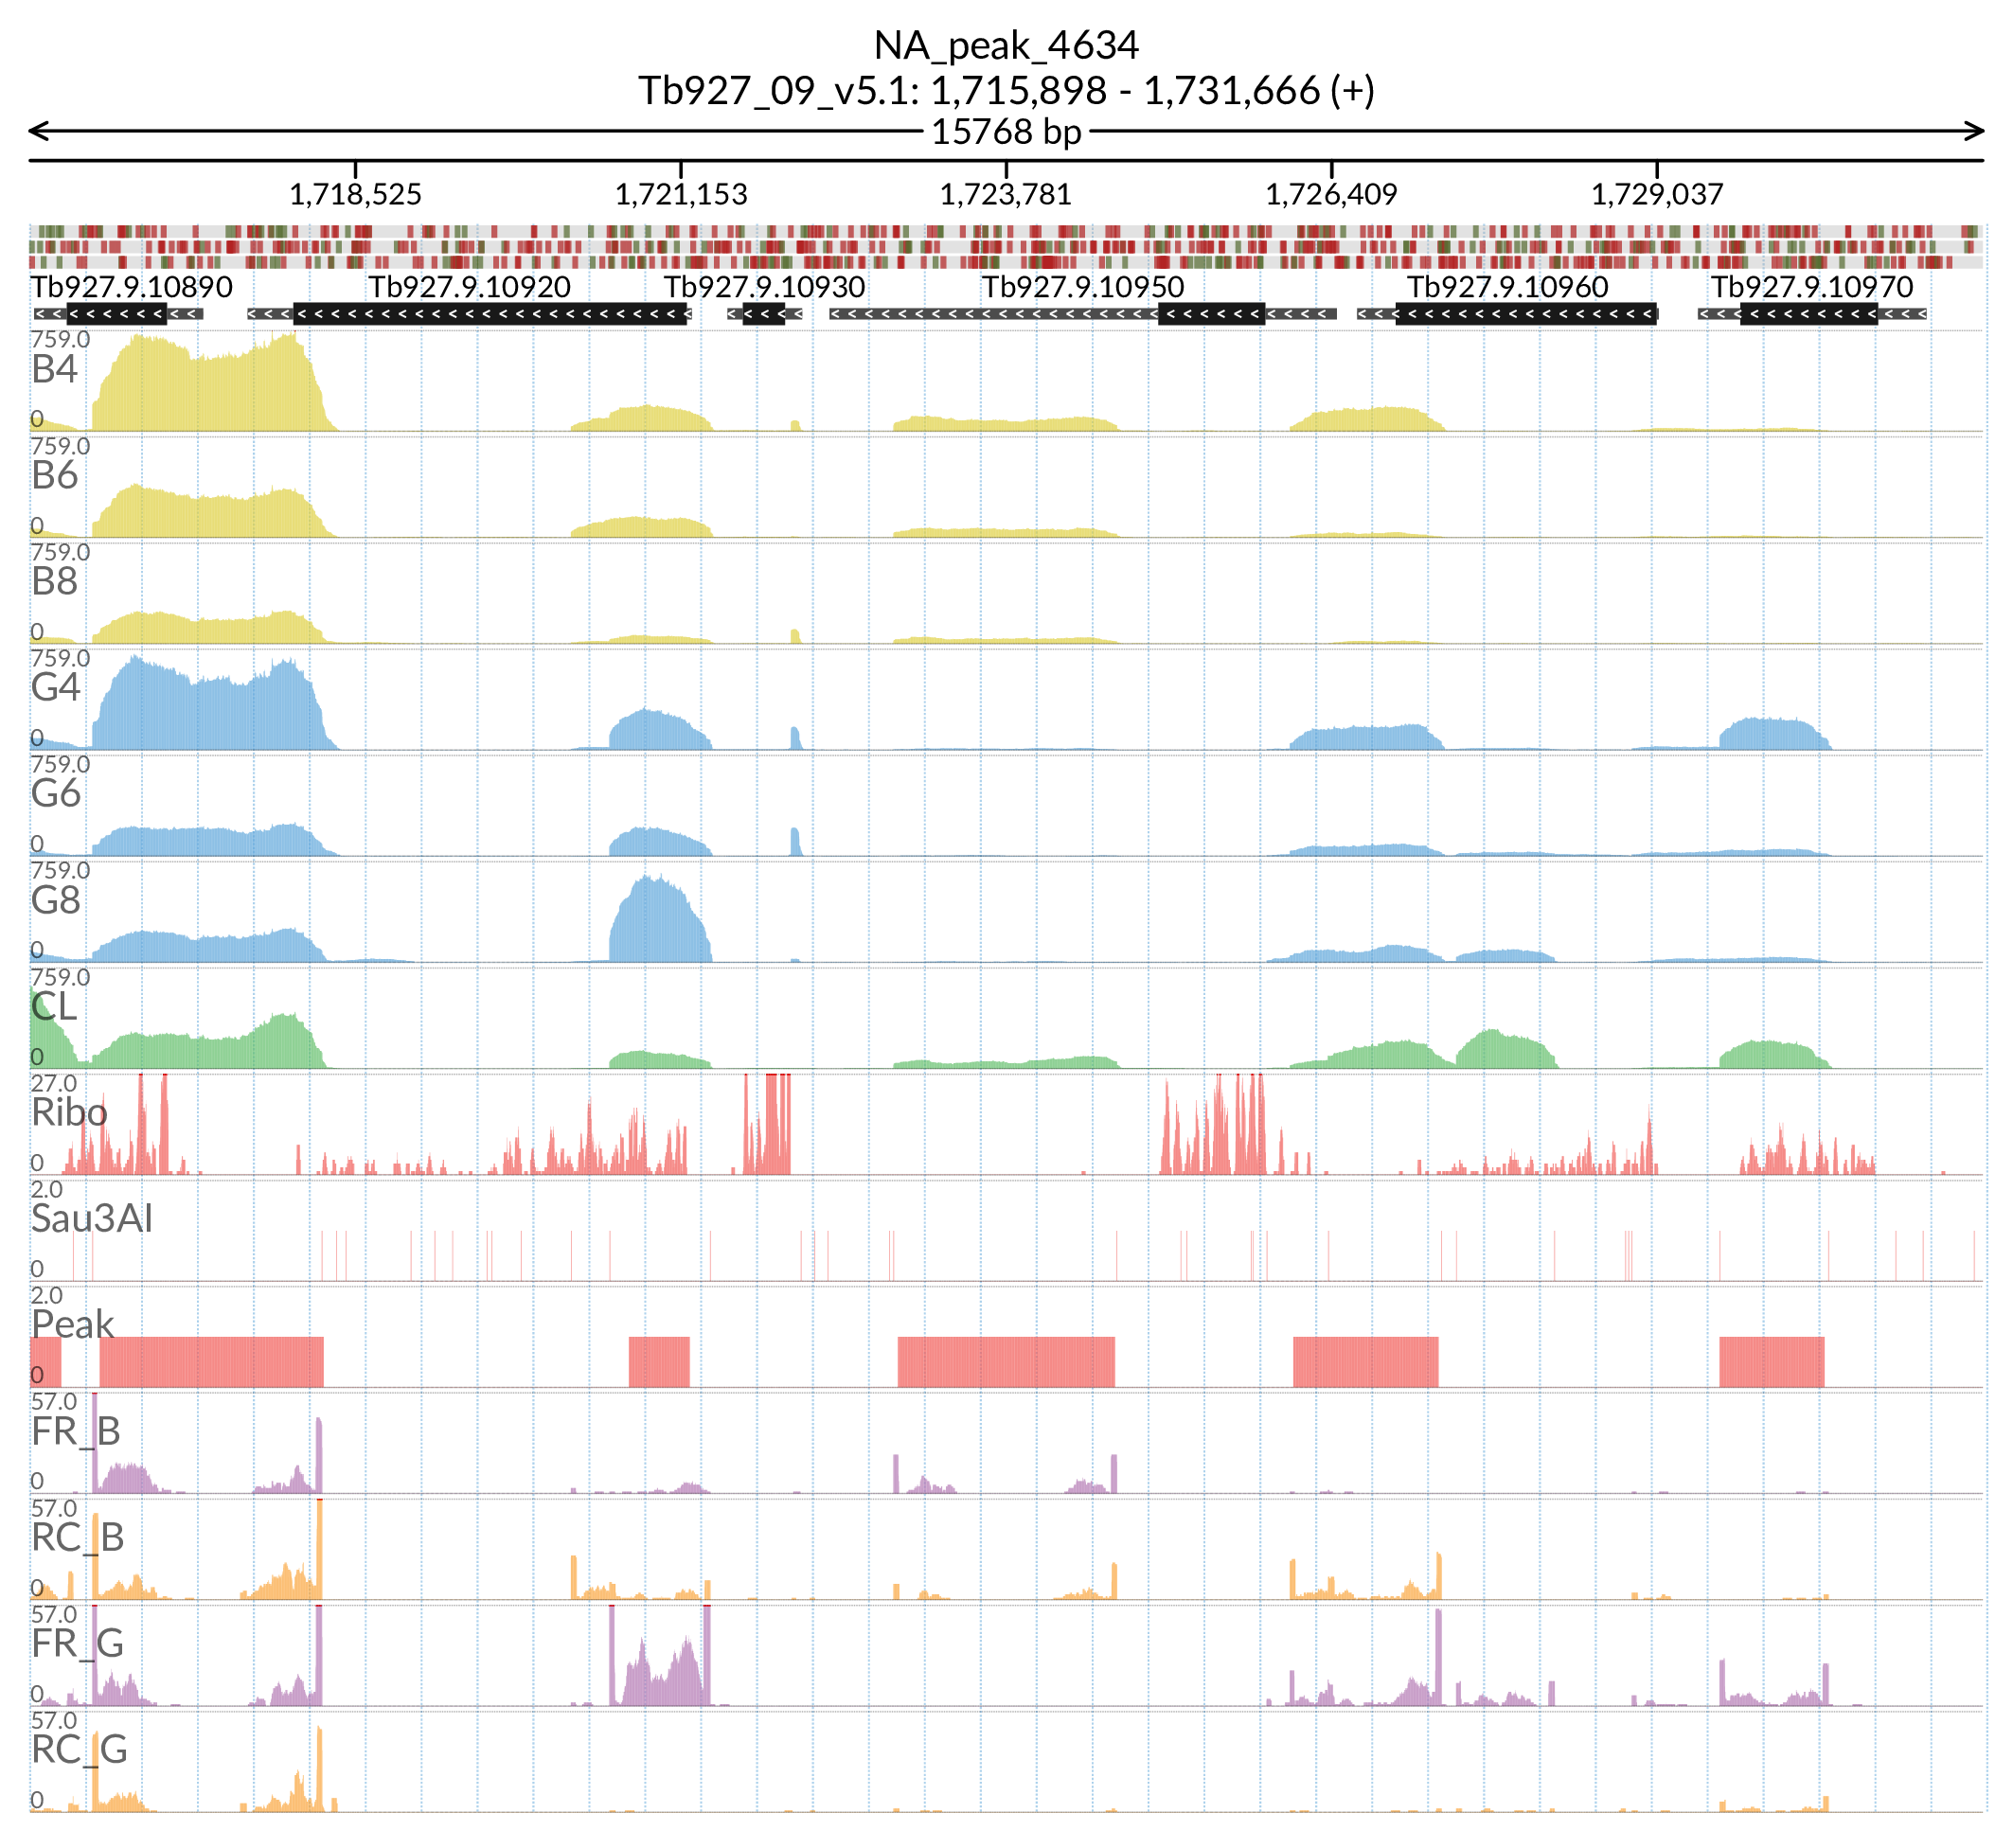 NA_peak_4634
Tb927_09_v5.1: 1,715,898 - 1,731,666 (+)
15768 bp
1,718,525 1,721,153 1,723,781 1,726,409 1,729,037
Tb927.9.10890 Tb927.9.10920 Tb927.9.10930 Tb927.9.10950 Tb927.9.10960 Tb927.9.10970
759.0
B4
0
759.0
B6
0
759.0
B8
0
759.0
G4
0
759.0
G6
0
759.0
G8
0
759.0
CL
0
27.0
Ribo
0
2.0
Sau3AI
0
2.0
Peak
0
57.0
FR_B
0
57.0
RC_B
0
57.0
FR_G
0
57.0
RC_G
0